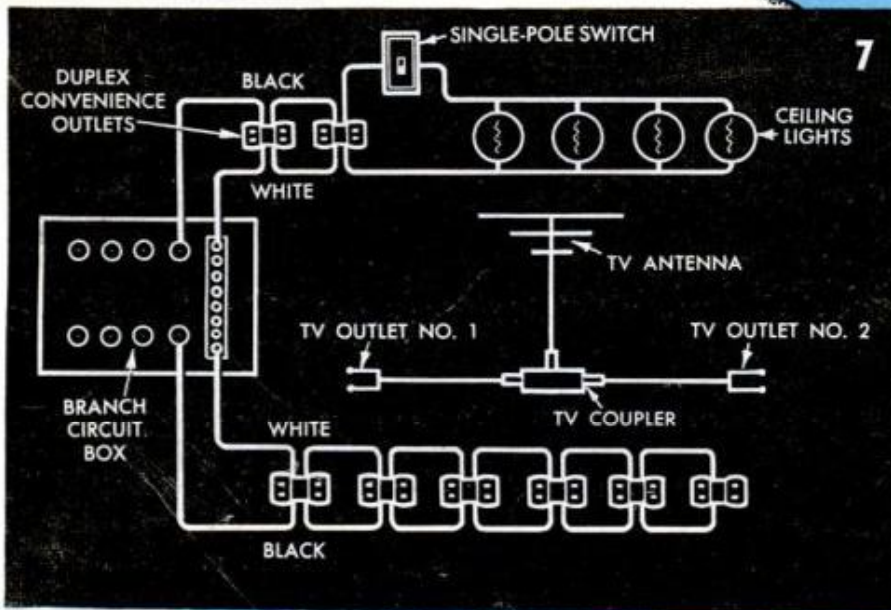 7
SINGLE-POLE SWITCH
DUPLEX
CONVENIENCE
OUTLETS
BLACK
CEILING
LIGHTS
WHITE
TV ANTENNA
TV OUTLET NO. 1
TV OUTLET NO. 2
TV COUPLER
BRANCH
CIRCUIT
BOX
WHITE
BLACK